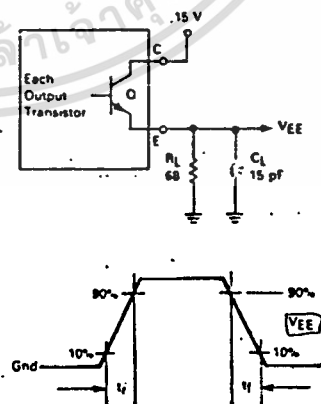 15 V
C
Each
Output
Transistor
Q
E
VEE
RL
68
CL
15 pf
90%
90%
VEE
10%
10%
Gnd
tr
tf